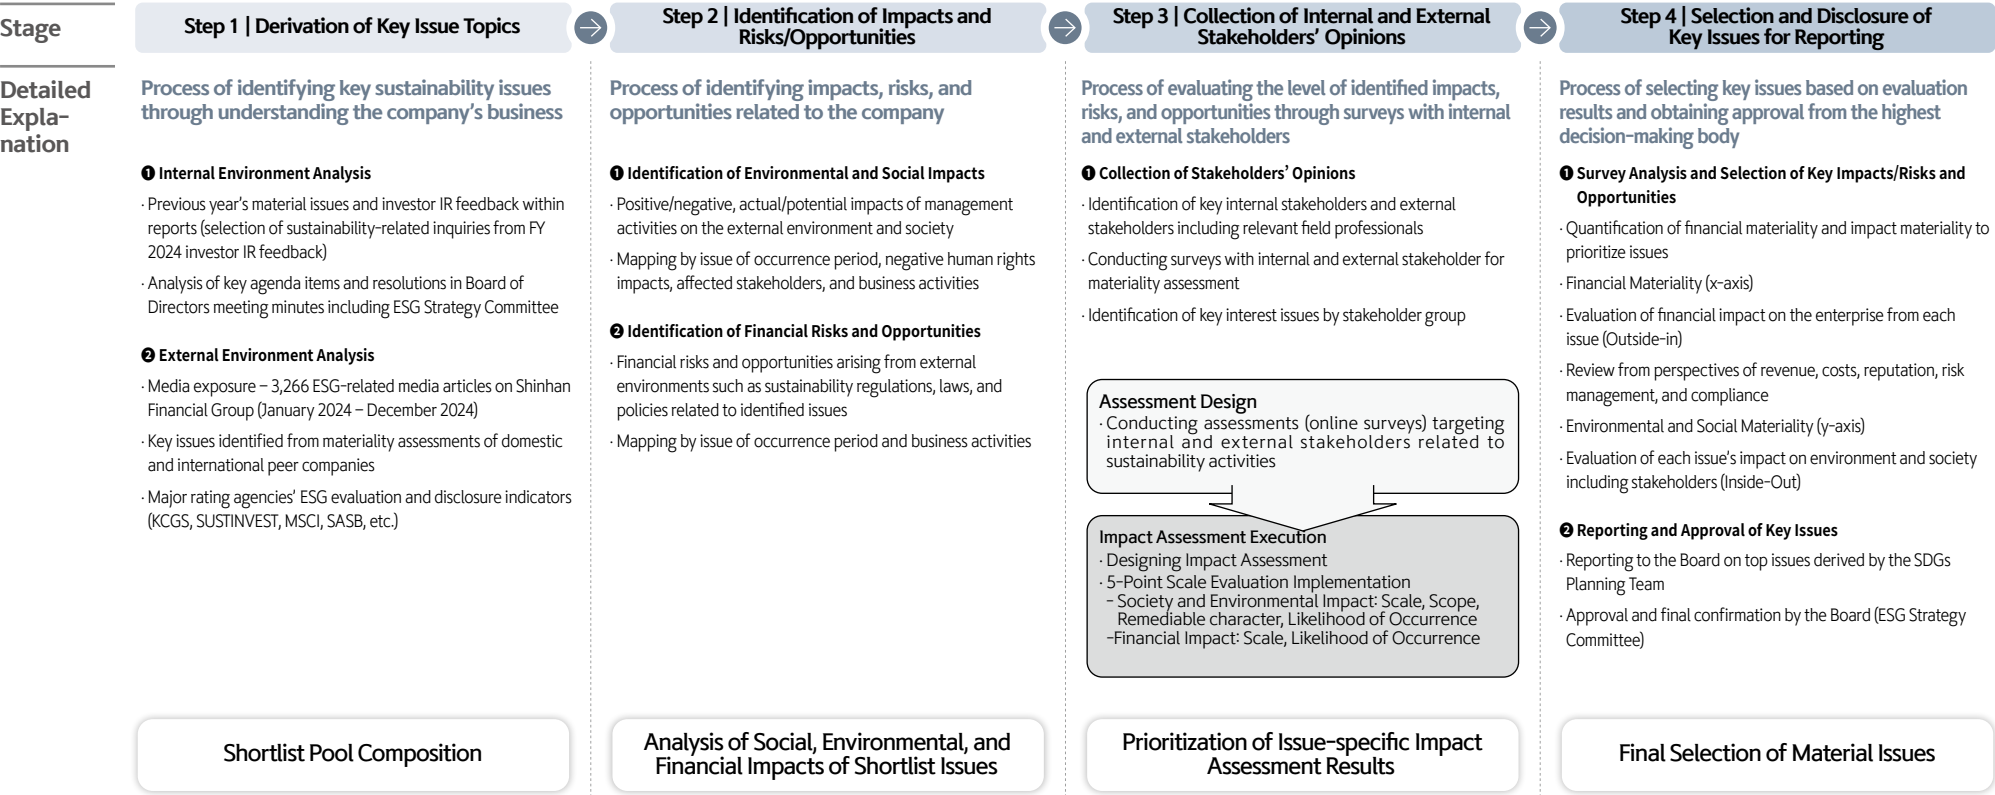 Stage
Step 1 | Derivation of Key Issue Topics
Step 2 | Identification of Impacts and
Risks/Opportunities
Step 3 | Collection of Internal and External
Stakeholders’ Opinions
Step 4 | Selection and Disclosure of
Key Issues for Reporting
Detailed
Expla-
nation
Process of identifying key sustainability issues
through understanding the company’s business
❶ Internal Environment Analysis
· Previous year’s material issues and investor IR feedback within
reports (selection of sustainability-related inquiries from FY
2024 investor IR feedback)
· Analysis of key agenda items and resolutions in Board of
Directors meeting minutes including ESG Strategy Committee
❷ External Environment Analysis
· Media exposure – 3,266 ESG-related media articles on Shinhan
Financial Group (January 2024 – December 2024)
· Key issues identified from materiality assessments of domestic
and international peer companies
· Major rating agencies’ ESG evaluation and disclosure indicators
(KCGS, SUSTINVEST, MSCI, SASB, etc.)
Shortlist Pool Composition
Process of identifying impacts, risks, and
opportunities related to the company
❶ Identification of Environmental and Social Impacts
· Positive/negative, actual/potential impacts of management
activities on the external environment and society
· Mapping by issue of occurrence period, negative human rights
impacts, affected stakeholders, and business activities
❷ Identification of Financial Risks and Opportunities
· Financial risks and opportunities arising from external
environments such as sustainability regulations, laws, and
policies related to identified issues
· Mapping by issue of occurrence period and business activities
Analysis of Social, Environmental, and
Financial Impacts of Shortlist Issues
Process of evaluating the level of identified impacts,
risks, and opportunities through surveys with internal
and external stakeholders
❶ Collection of Stakeholders’ Opinions
· Identification of key internal stakeholders and external
stakeholders including relevant field professionals
· Conducting surveys with internal and external stakeholder for
materiality assessment
· Identification of key interest issues by stakeholder group
Assessment Design
· Conducting assessments (online surveys) targeting
internal and external stakeholders related to
sustainability activities
Impact Assessment Execution
· Designing Impact Assessment
· 5-Point Scale Evaluation Implementation
- Society and Environmental Impact: Scale, Scope,
Remediable character, Likelihood of Occurrence
-Financial Impact: Scale, Likelihood of Occurrence
Prioritization of Issue-specific Impact
Assessment Results
Process of selecting key issues based on evaluation
results and obtaining approval from the highest
decision-making body
❶ Survey Analysis and Selection of Key Impacts/Risks and
Opportunities
· Quantification of financial materiality and impact materiality to
prioritize issues
· Financial Materiality (x-axis)
· Evaluation of financial impact on the enterprise from each
issue (Outside-in)
· Review from perspectives of revenue, costs, reputation, risk
management, and compliance
· Environmental and Social Materiality (y-axis)
· Evaluation of each issue’s impact on environment and society
including stakeholders (Inside-Out)
❷ Reporting and Approval of Key Issues
· Reporting to the Board on top issues derived by the SDGs
Planning Team
· Approval and final confirmation by the Board (ESG Strategy
Committee)
Final Selection of Material Issues